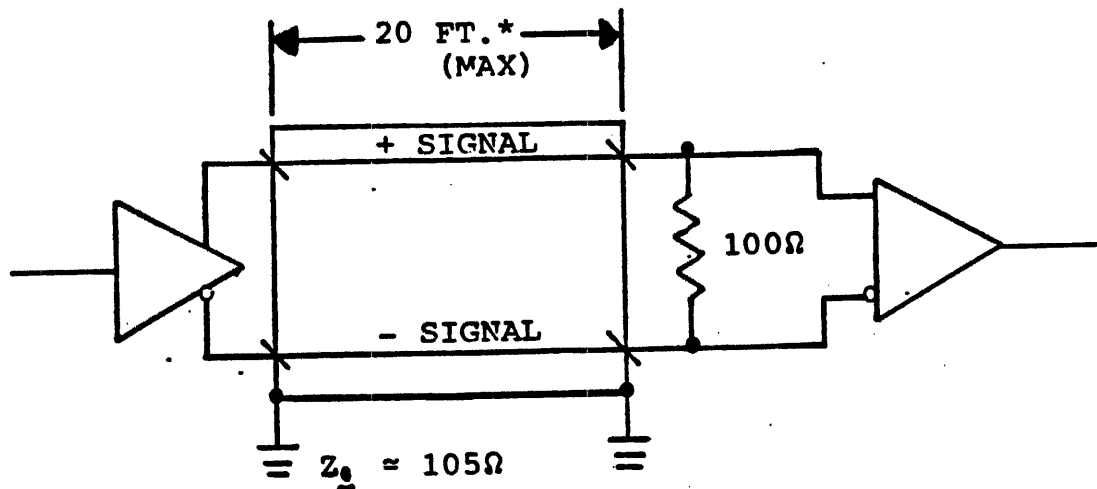 20 FT.*
(MAX)
+ SIGNAL
100Ω
- SIGNAL
Z₀ ≃ 105Ω